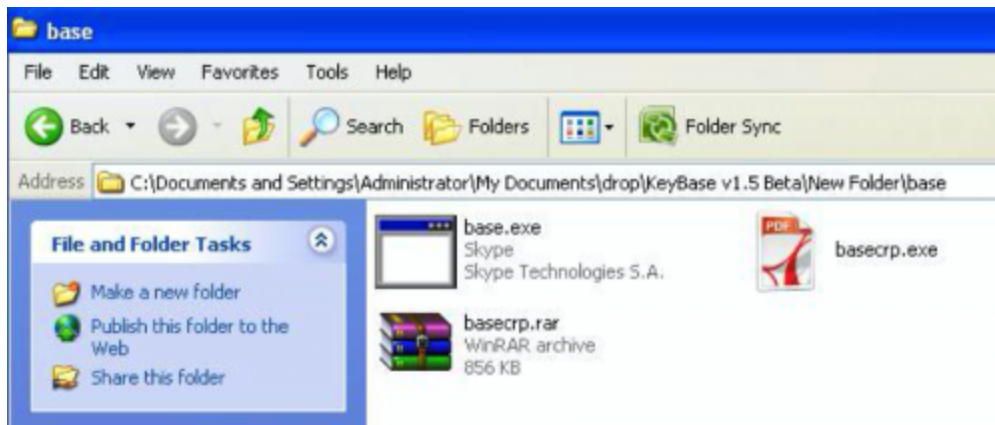 base
File Edit View Favorites Tools Help
Back Search Folders Folder Sync
Address C:\Documents and Settings\Administrator\My Documents\drop\KeyBase v1.5 Beta\New Folder\base
File and Folder Tasks
Make a new folder
Publish this folder to the
Web
Share this folder
base.exe
Skype
Skype Technologies S.A.
PDF
basecrp.exe
basecrp.rar
WinRAR archive
856 KB